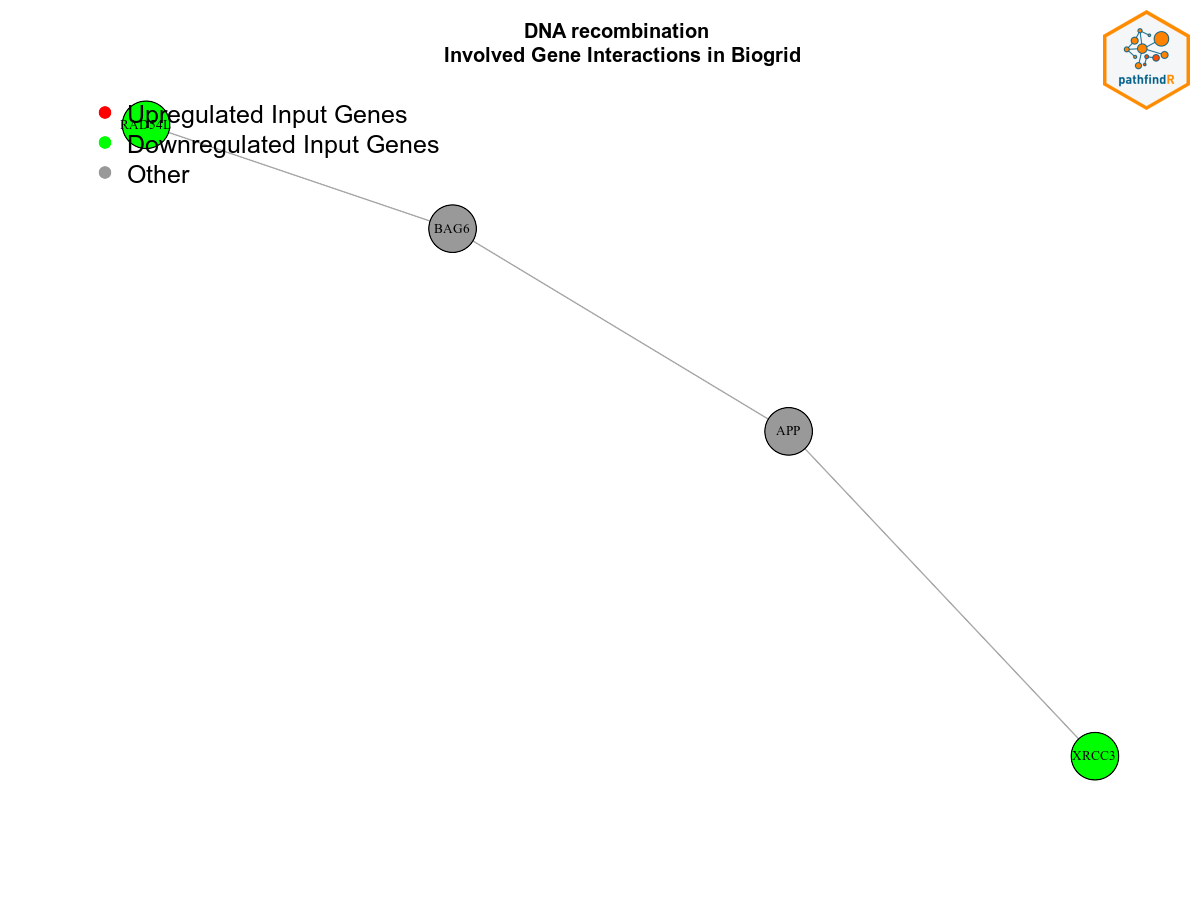 DNA recombination
Involved Gene Interactions in Biogrid
pathfindR
Upregulated Input Genes
RAD54L
Downregulated Input Genes
Other
BAG6
APP
XRCC3